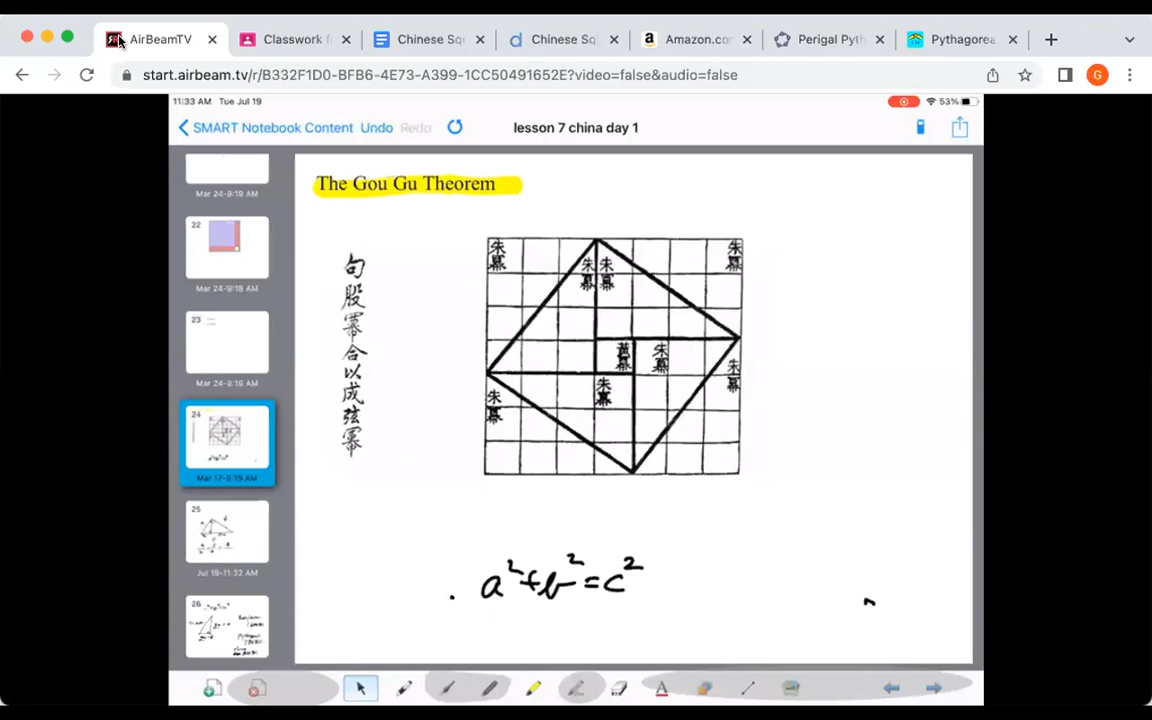 AirBeamTV
Classwork f
Chinese Squ
Chinese Sq
Amazon.co
Perigal Pyth
Pythagorea
start.airbeam.tv/r/B332F1D0-BFB6-4E73-A399-1CC50491652E?video=false&audio=false
G
11:33 AM Tue Jul 19
53%
SMART Notebook Content
Undo
Redo
lesson 7 china day 1
Mar 24-9:19 AM
22
Mar 24-9:18 AM
23
Mar 24-9:19 AM
24
Mar 17-9:19 AM
25
Jul 19-11:32 AM
26
The Gou Gu Theorem
句股冪合以成弦冪
朱冪
朱冪
朱冪
朱冪
黄冪
朱冪
朱冪
朱冪
朱冪
a²+b²=c²
A